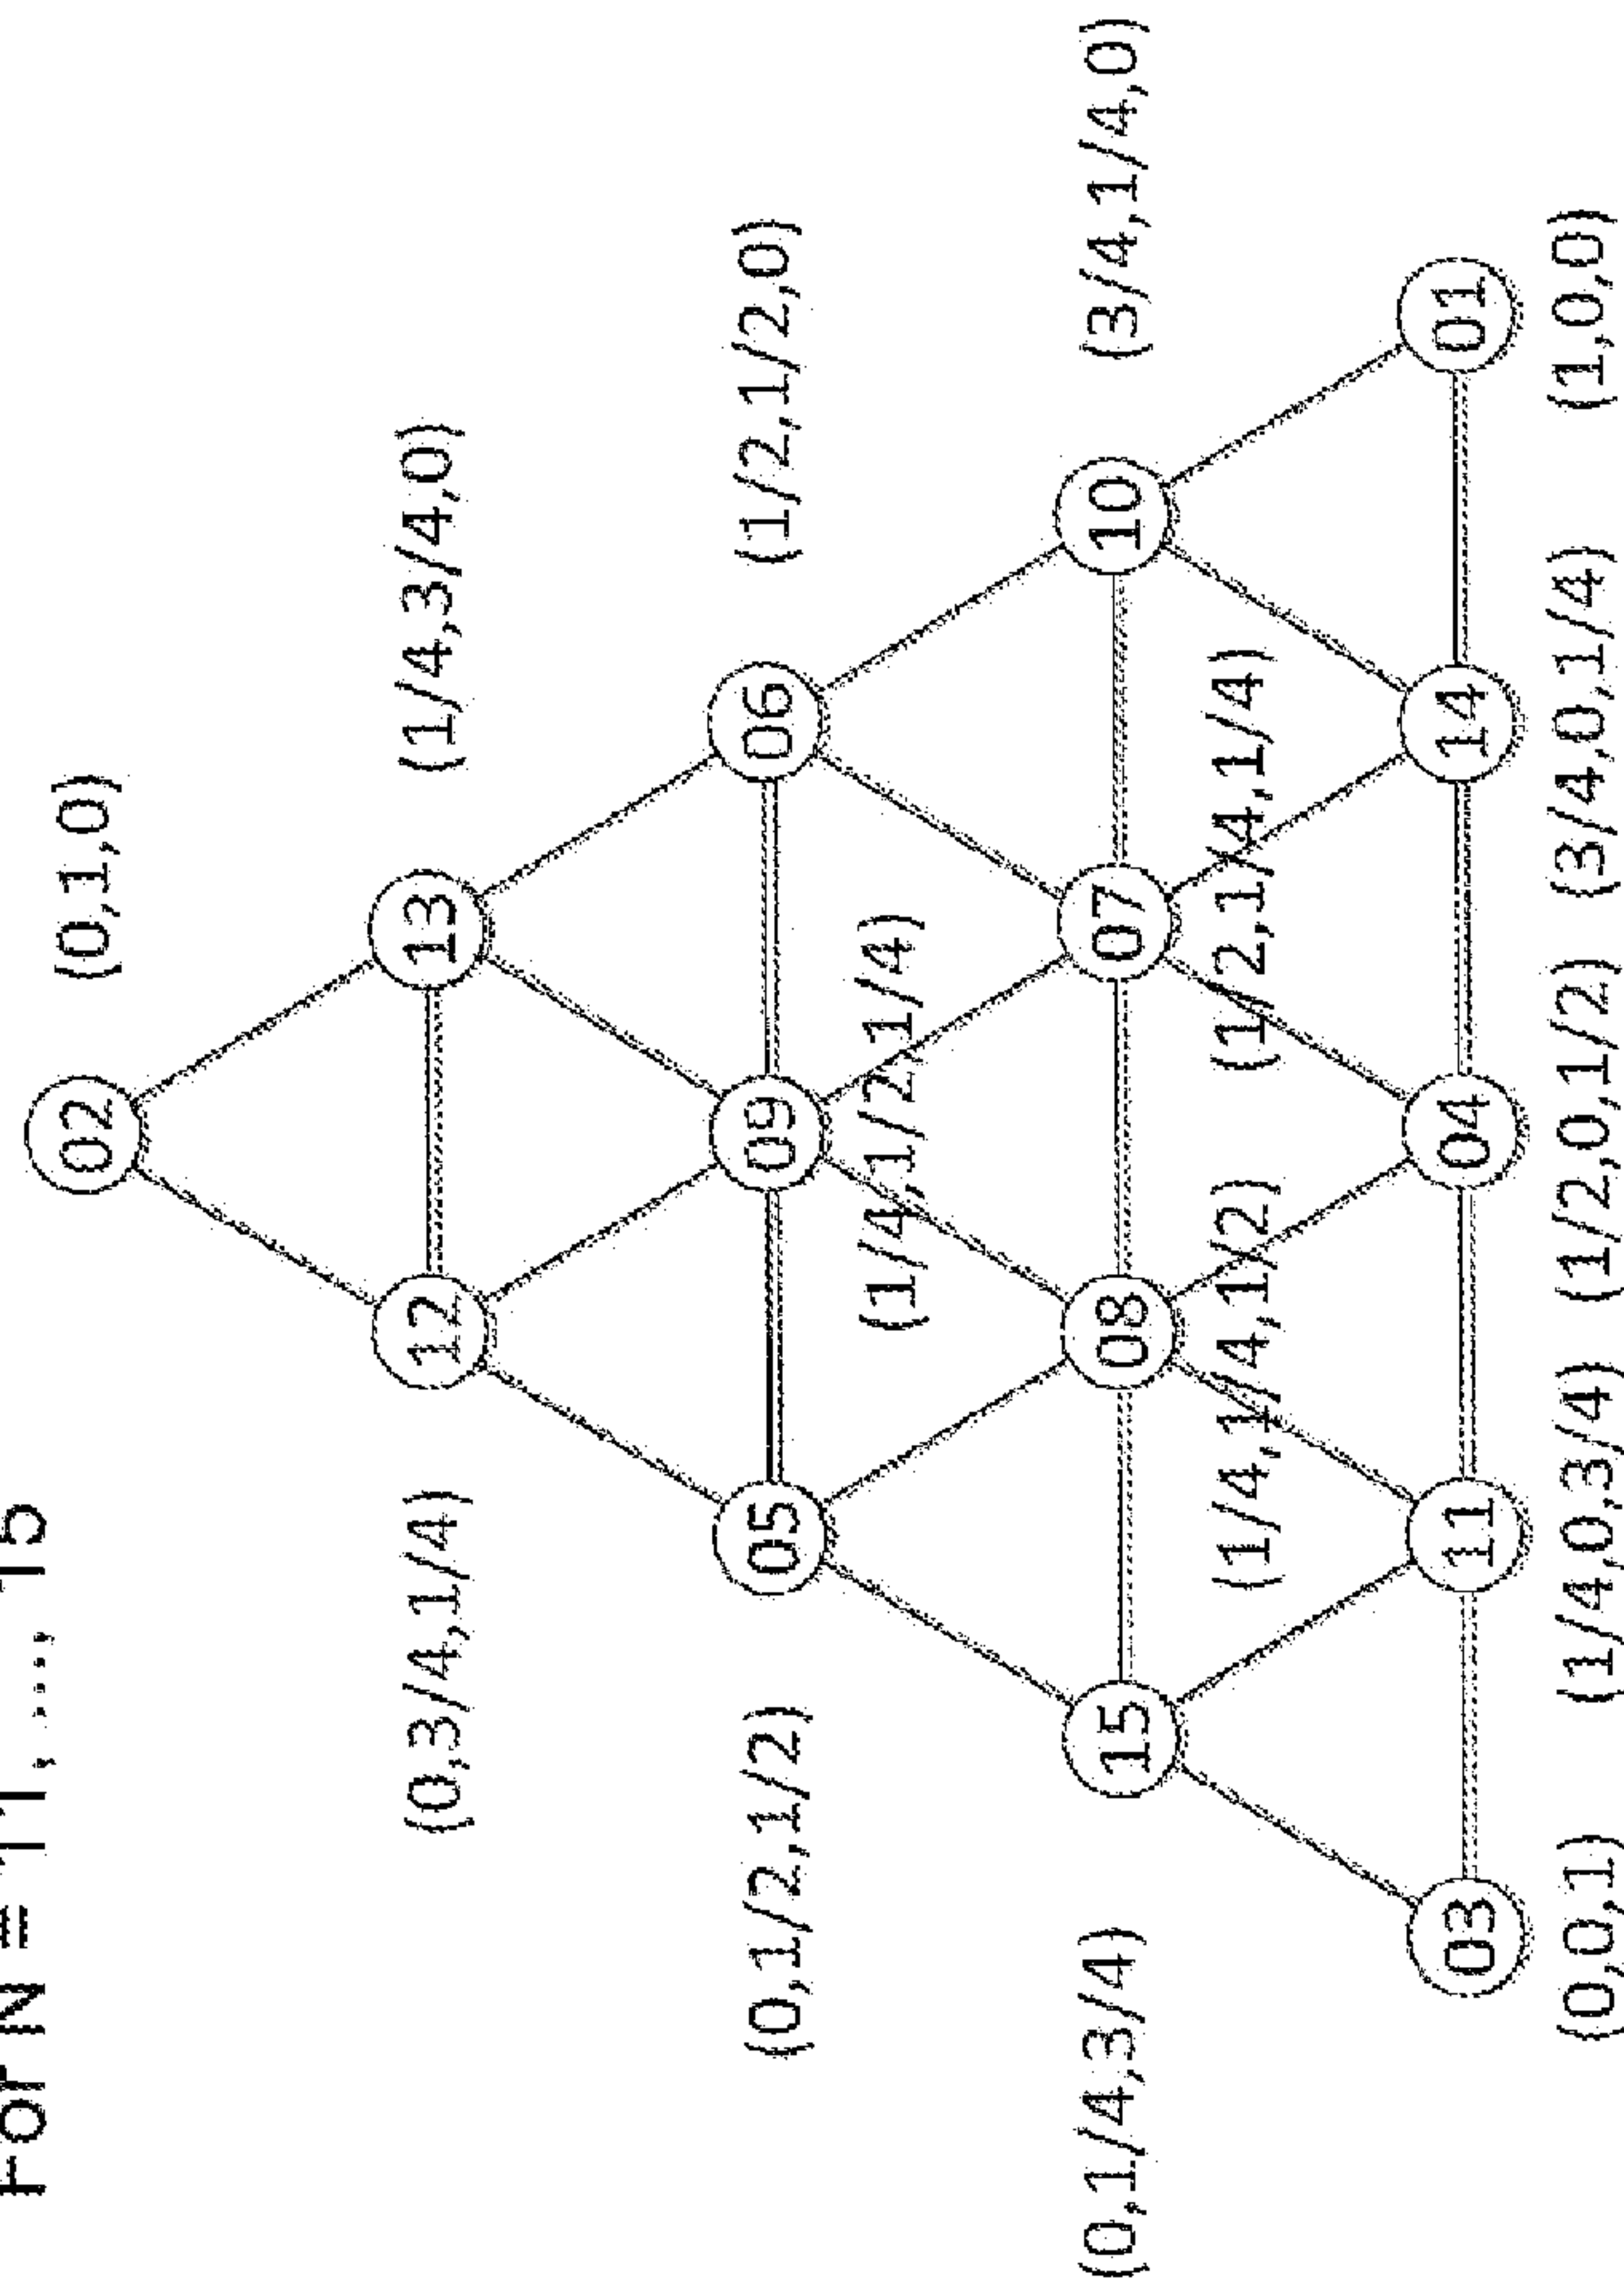 For N = 11,....., 15
02 (0,1,0)
(0,3/4,1/4) 12 13 (1/4,3/4,0)
(0,1/2,1/2) 05 09 06 (1/2,1/2,0)
(1/4,1/2,1/4)
(0,1/4,3/4) 15 08 07 10 (3/4,1/4,0)
(1/4,1/4,1/2) (1/2,1/4,1/4)
03 11 04 14 01
(0,0,1) (1/4,0,3/4) (1/2,0,1/2) (3/4,0,1/4) (1,0,0)